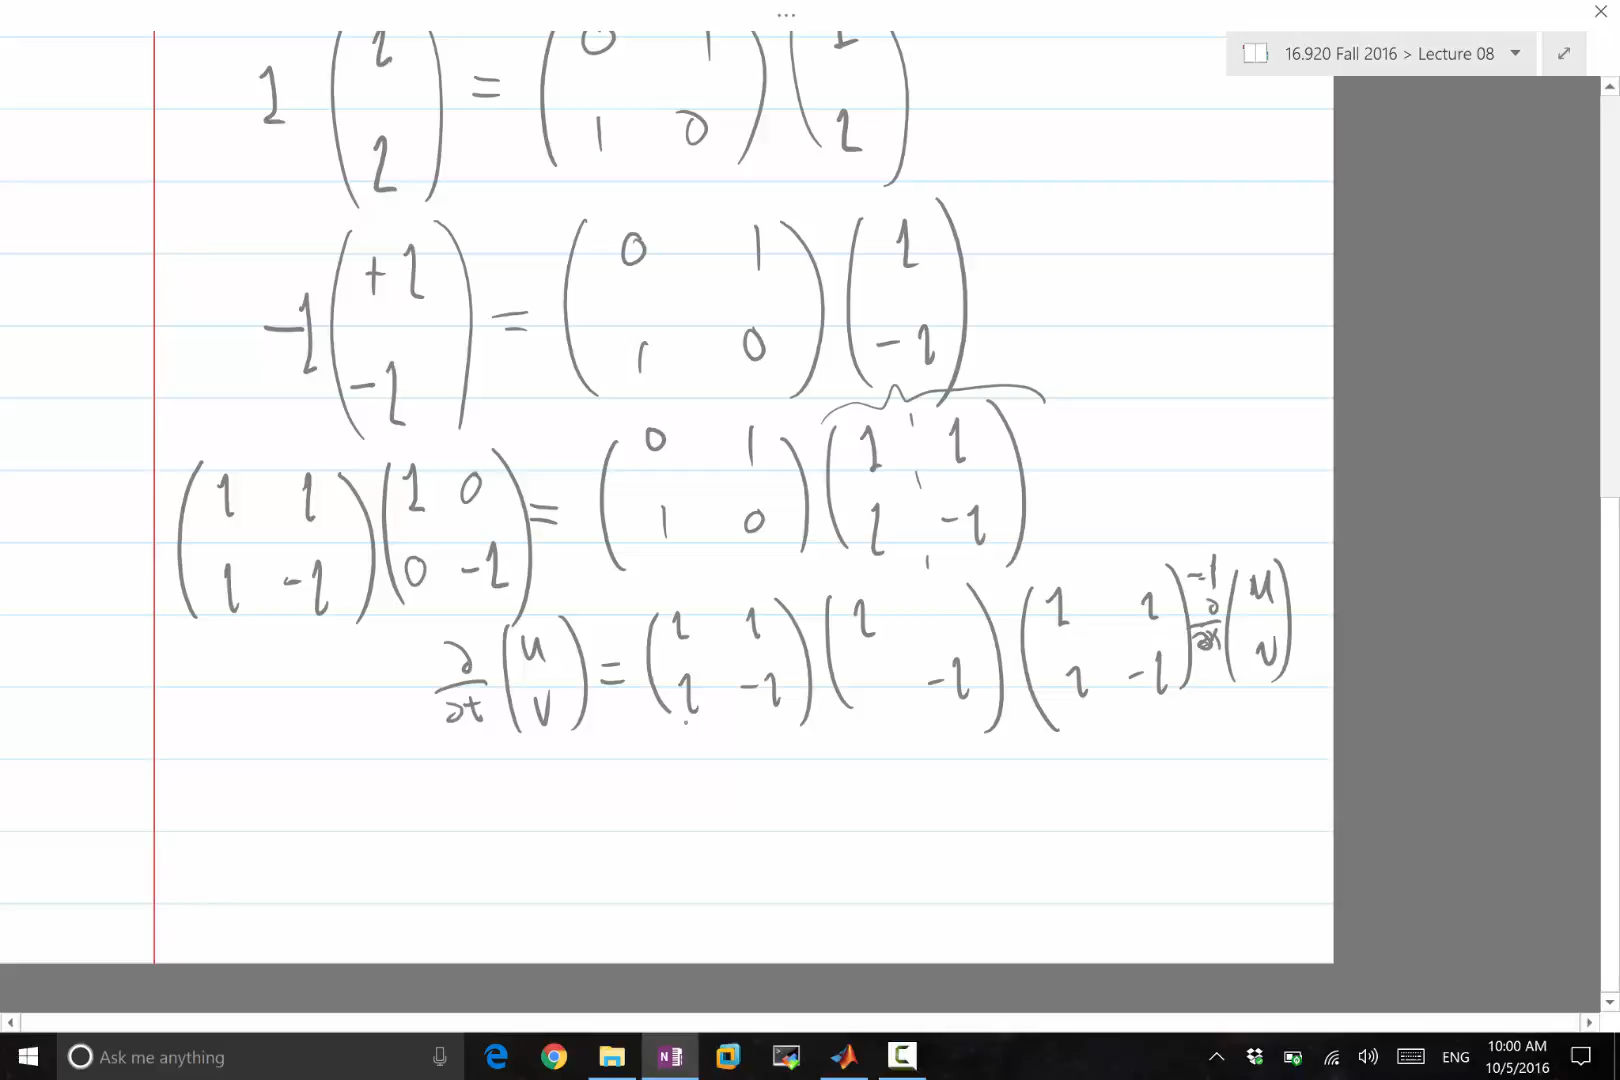 ...
16.920 Fall 2016 > Lecture 08
1 ( 1 2 ) = ( 0 1 1 0 ) ( 1 1 )
-1 ( +1 -1 ) = ( 0 1 1 0 ) ( 1 -1 )
( 1 1 1 -1 ) ( 1 0 0 -1 ) = ( 0 1 1 0 ) ( 1 1 1 -1 )
∂/∂t ( u v ) = ( 1 1 1 -1 ) ( 1 -1 ) ( 1 1 1 -1 )^-1 ∂/∂x ( u v )
Ask me anything
ENG
10:00 AM
10/5/2016